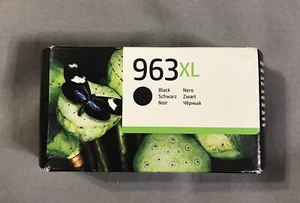 963XL
Black Nero
Schwarz Zwart
Noir Чёрный